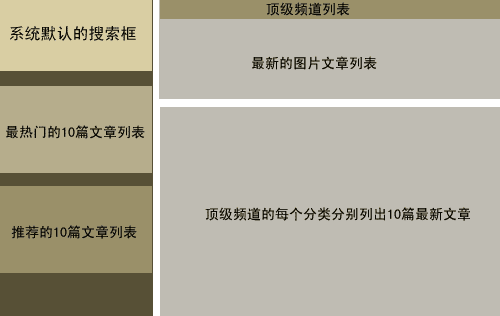 系统默认的搜索框
最热门的10篇文章列表
推荐的10篇文章列表
顶级频道列表
最新的图片文章列表
顶级频道的每个分类分别列出10篇最新文章